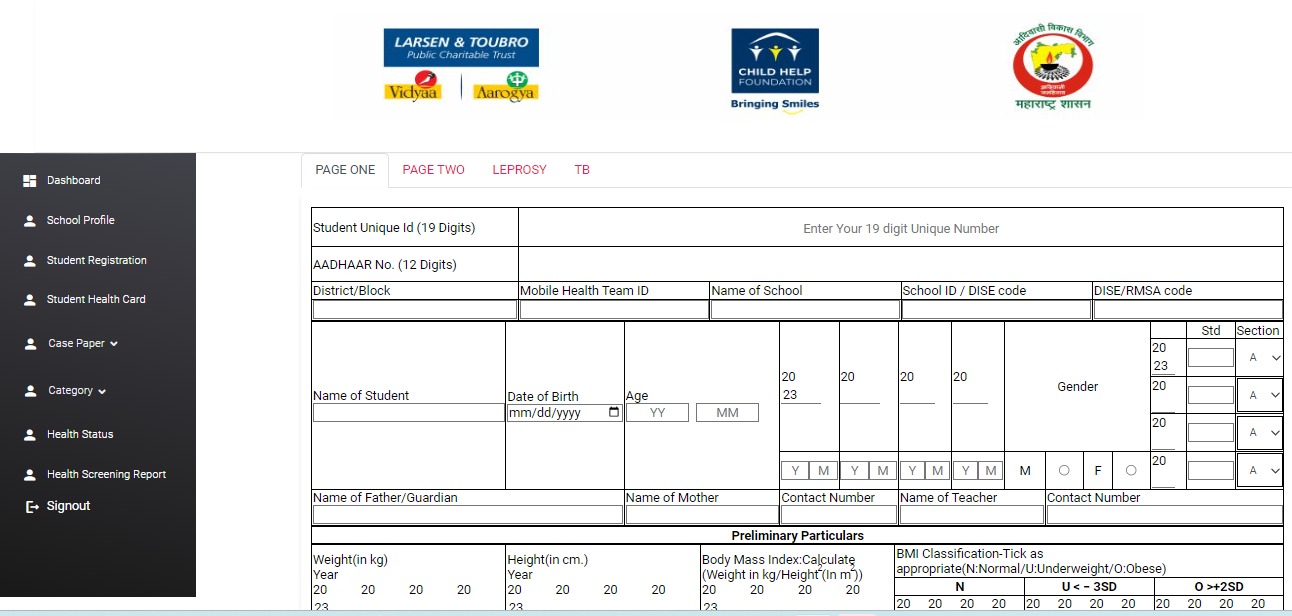 LARSEN & TOUBRO
Public Charitable Trust
Vidyaa
Aarogya
CHILD HELP
FOUNDATION
Bringing Smiles
आदिवासी विकास विभाग
महाराष्ट्र शासन
Dashboard
School Profile
Student Registration
Student Health Card
Case Paper
Category
Health Status
Health Screening Report
Signout
PAGE ONE PAGE TWO LEPROSY TB
Student Unique Id (19 Digits) Enter Your 19 digit Unique Number
AADHAAR No. (12 Digits)
District/Block Mobile Health Team ID Name of School School ID / DISE code DISE/RMSA code
Std Section
20
23 A
20 A
20 A
20 A
Name of Student Date of Birth Age
mm/dd/yyyy YY MM
20 20 20 20
23
Gender
Y M Y M Y M Y M M F
Name of Father/Guardian Name of Mother Contact Number Name of Teacher Contact Number
Preliminary Particulars
Weight(in kg)
Year
20 20 20 20
23
Height(in cm.)
Year
20 20 20 20
23
Body Mass Index:Calculate
(Weight in kg/Height2(In m2))
20 20 20 20
23
BMI Classification-Tick as
appropriate(N:Normal/U:Underweight/O:Obese)
N U < – 3SD O >+2SD
20 20 20 20 20 20 20 20 20 20 20 20